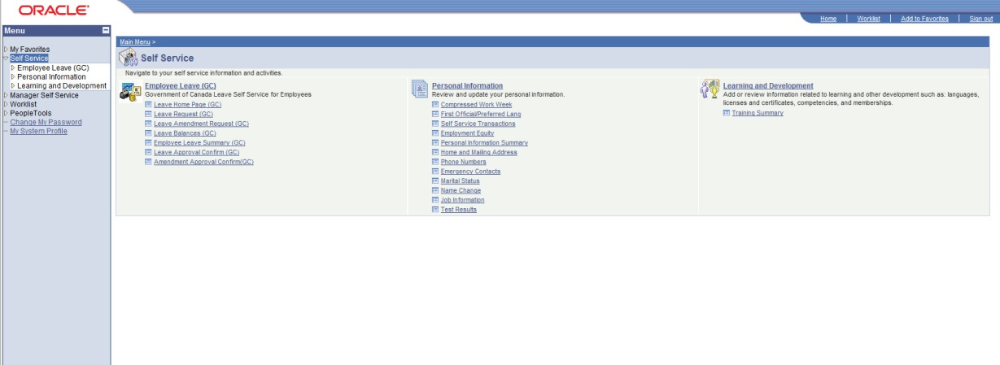 ORACLE'
Home | Worklist | Add to Favorites | Sign out
Menu
My Favorites
Self Service
Employee Leave (GC)
Personal Information
Learning and Development
Manager Self Service
Worklist
PeopleTools
Change My Password
My System Profile
Main Menu >
Self Service
Navigate to your self service information and activities.
Employee Leave (GC)
Government of Canada Leave Self Service for Employees
Leave Home Page (GC)
Leave Request (GC)
Leave Amendment Request (GC)
Leave Balances (GC)
Employee Leave Summary (GC)
Leave Approval Confirm (GC)
Amendment Approval Confirm(GC)
Personal Information
Review and update your personal information.
Compressed Work Week
First Official/Preferred Lang
Self Service Transactions
Employment Equity
Personal Information Summary
Home and Mailing Address
Phone Numbers
Emergency Contacts
Marital Status
Name Change
Job Information
Test Results
Learning and Development
Add or review information related to learning and other development such as: languages,
licenses and certificates, competencies, and memberships.
Training Summary